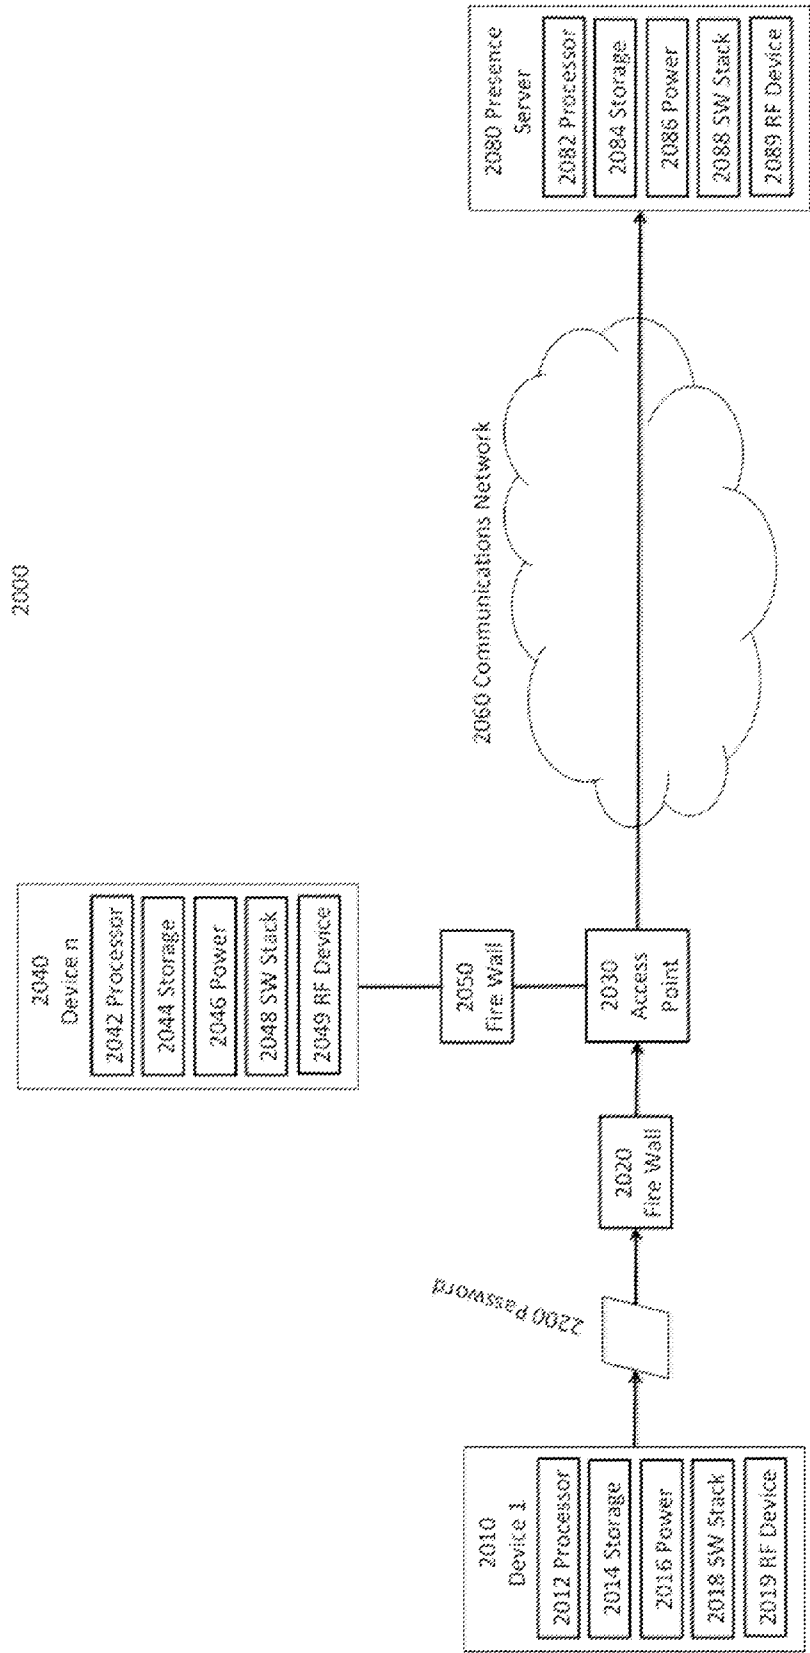 2000
2040
Device n
2042 Processor
2044 Storage
2046 Power
2048 SW Stack
2049 RF Device
2060 Communications Network
2080 Presence
Server
2082 Processor
2084 Storage
2086 Power
2088 SW Stack
2089 RF Device
2050
Fire Wall
2030
Access
Point
2020
Fire Wall
2200 Password
2010
Device 1
2012 Processor
2014 Storage
2016 Power
2018 SW Stack
2019 RF Device